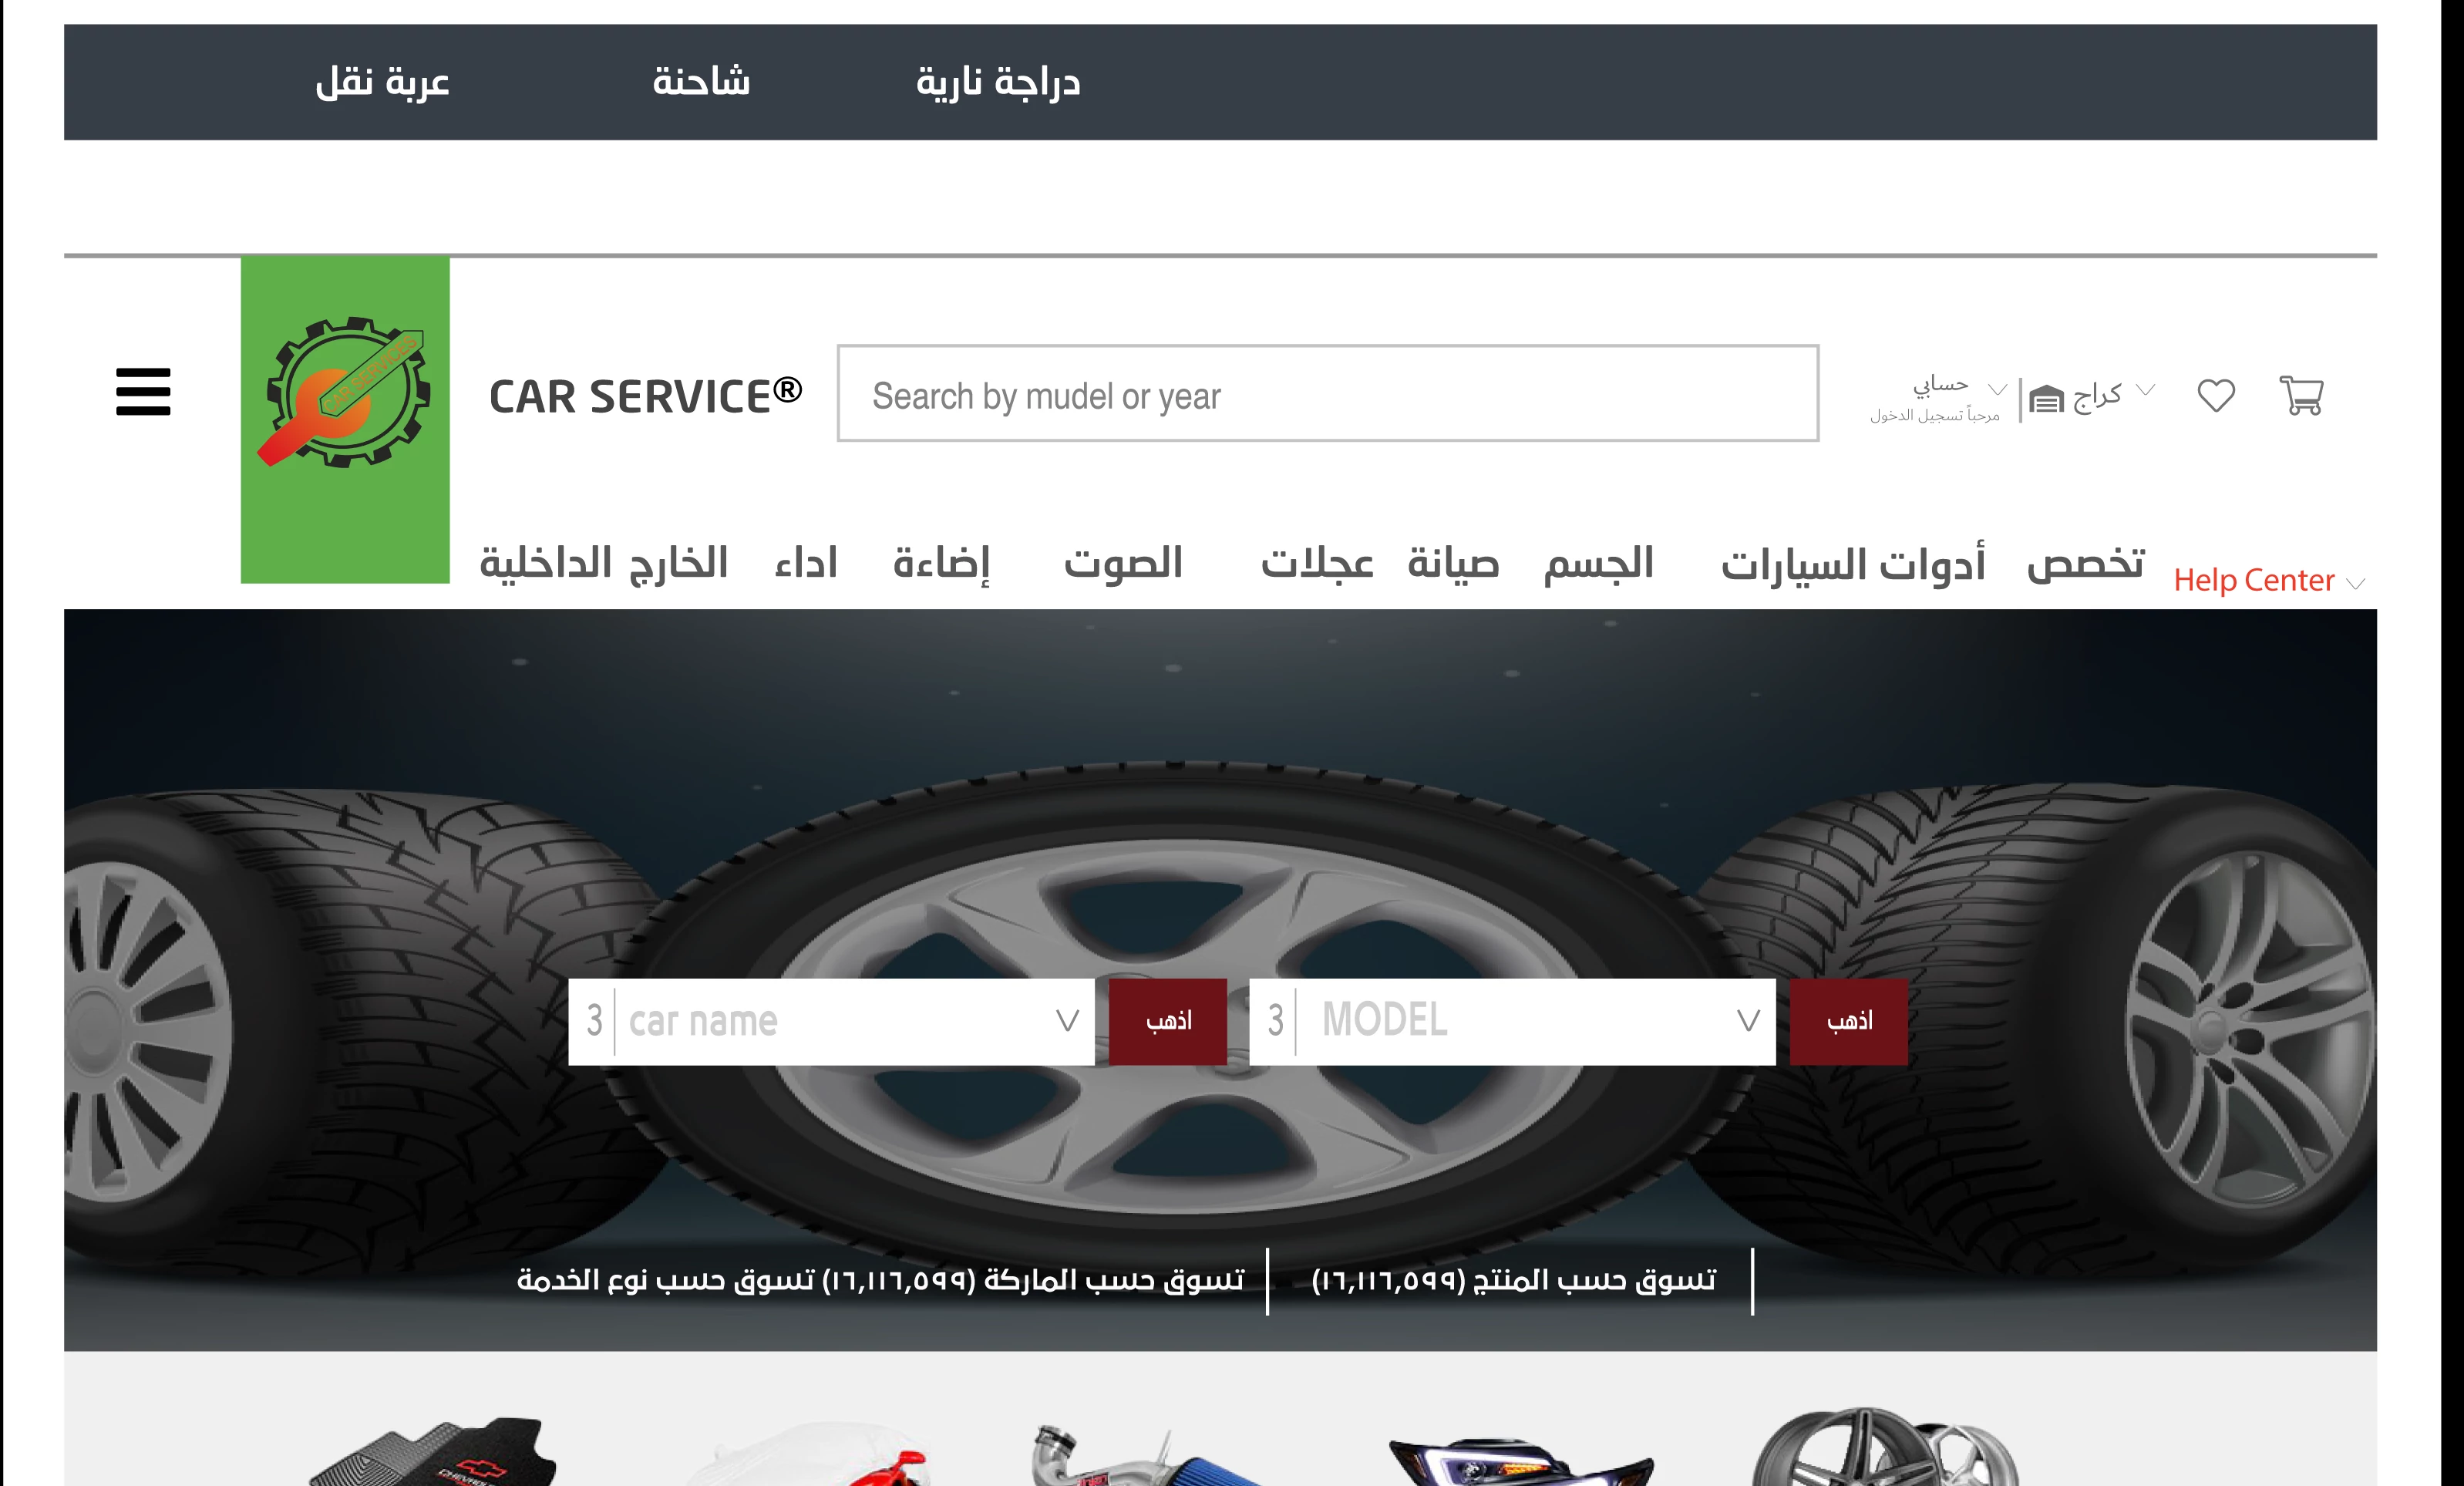 دراجة نارية شاحنة عربة نقل
CAR SERVICES
CAR SERVICE®
Search by mudel or year
حسابي
مرحباً تسجيل الدخول
كراج
تخصص أدوات السيارات الجسم صيانة عجلات الصوت إضاءة اداء الخارج الداخلية
Help Center
3 car name
اذهب
3 MODEL
اذهب
تسوق حسب المنتج (١٦,١١٦,٥٩٩)
تسوق حسب الماركة (١٦,١١٦,٥٩٩) تسوق حسب نوع الخدمة